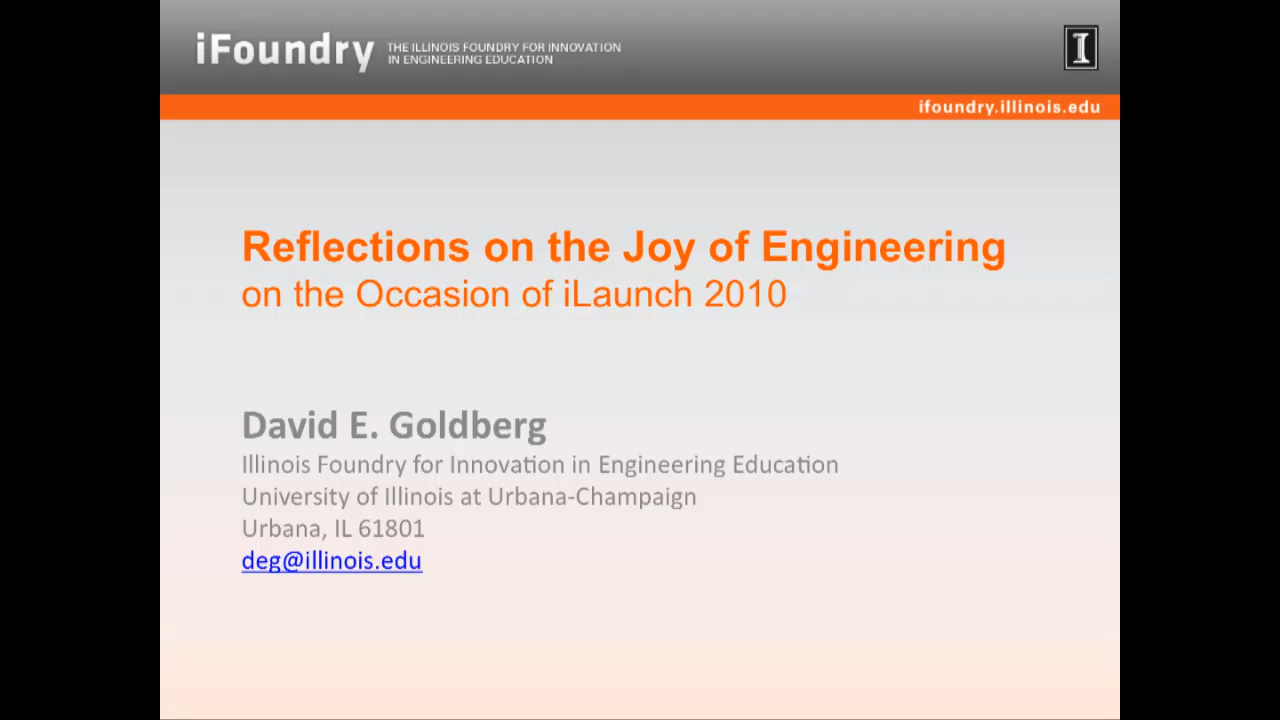 iFoundry
THE ILLINOIS FOUNDRY FOR INNOVATION
IN ENGINEERING EDUCATION
I
ifoundry.illinois.edu
Reflections on the Joy of Engineering
on the Occasion of iLaunch 2010
David E. Goldberg
Illinois Foundry for Innovation in Engineering Education
University of Illinois at Urbana-Champaign
Urbana, IL 61801
deg@illinois.edu